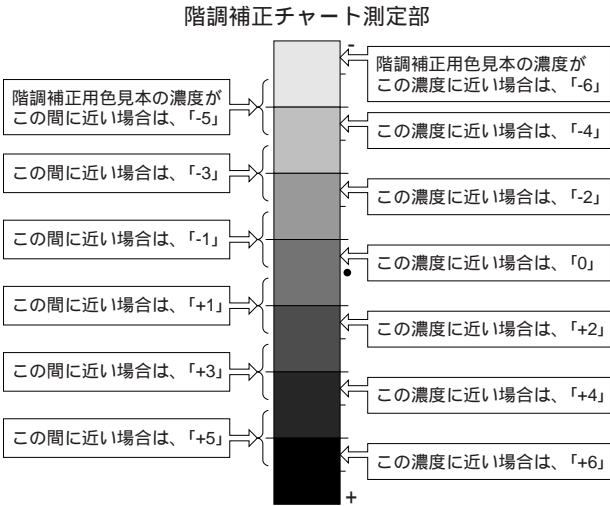 階調補正チャート測定部
-
階調補正用色見本の濃度が
この濃度に近い場合は、「-6」
階調補正用色見本の濃度が
この間に近い場合は、「-5」
この濃度に近い場合は、「-4」
この間に近い場合は、「-3」
この濃度に近い場合は、「-2」
この間に近い場合は、「-1」
この濃度に近い場合は、「0」
この間に近い場合は、「+1」
この濃度に近い場合は、「+2」
この間に近い場合は、「+3」
この濃度に近い場合は、「+4」
この間に近い場合は、「+5」
この濃度に近い場合は、「+6」
+